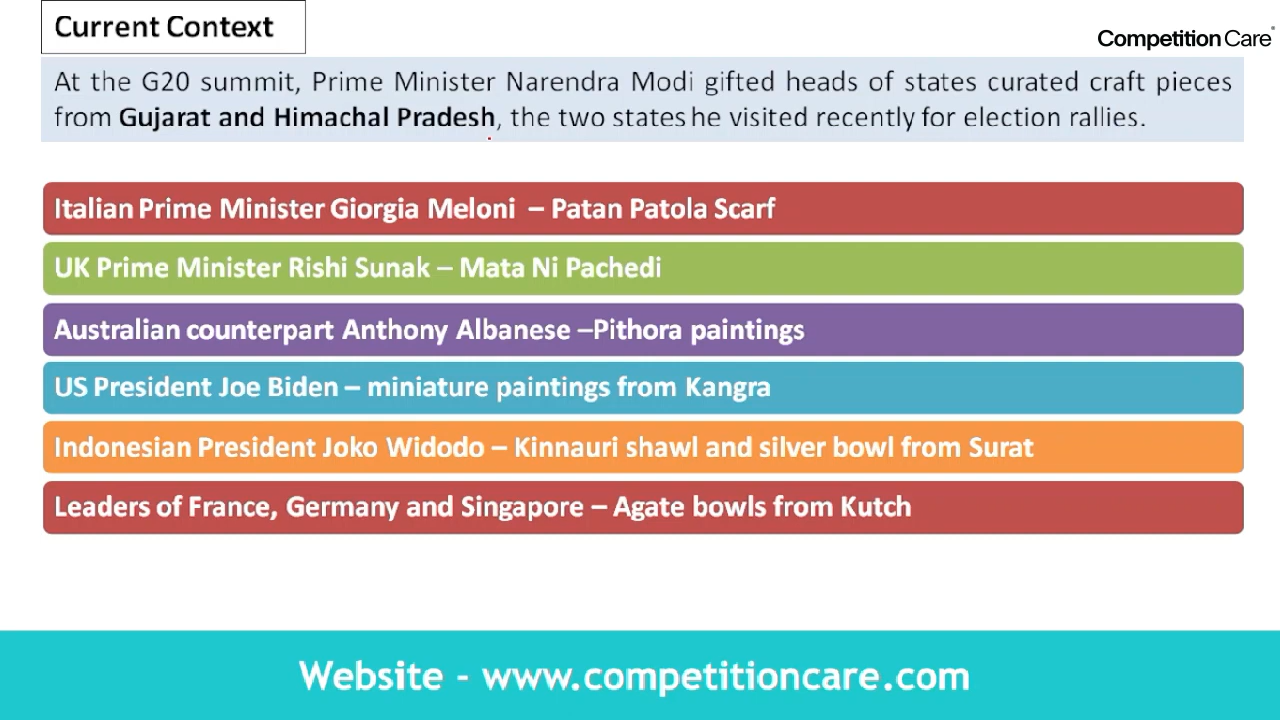 Current Context
Competition Care
At the G20 summit, Prime Minister Narendra Modi gifted heads of states curated craft pieces
from Gujarat and Himachal Pradesh, the two states he visited recently for election rallies.
Italian Prime Minister Giorgia Meloni – Patan Patola Scarf
UK Prime Minister Rishi Sunak – Mata Ni Pachedi
Australian counterpart Anthony Albanese –Pithora paintings
US President Joe Biden – miniature paintings from Kangra
Indonesian President Joko Widodo – Kinnauri shawl and silver bowl from Surat
Leaders of France, Germany and Singapore – Agate bowls from Kutch
Website - www.competitioncare.com